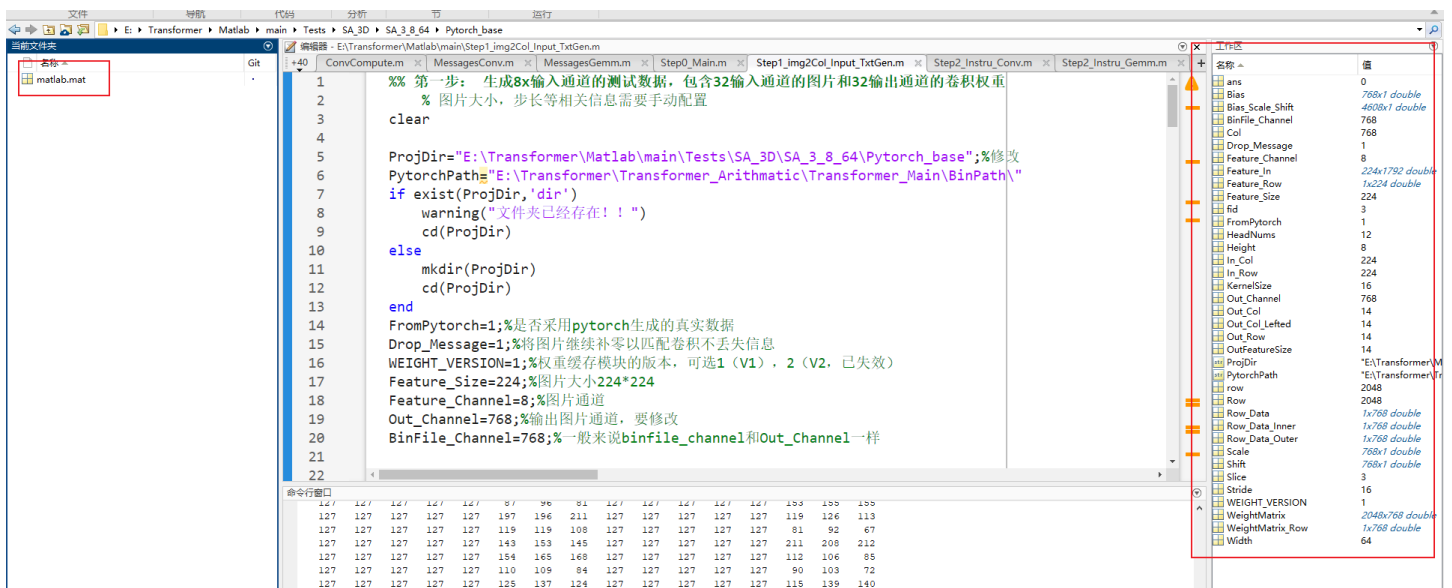 文件 导航 代码 分析 节 运行
E: ▸ Transformer ▸ Matlab ▸ main ▸ Tests ▸ SA_3D ▸ SA_3_8_64 ▸ Pytorch_base
当前文件夹
名称 Git
matlab.mat
编辑器 - E:\Transformer\Matlab\main\Step1_img2Col_Input_TxtGen.m
+40 ConvCompute.m MessagesConv.m MessagesGemm.m Step0_Main.m Step1_img2Col_Input_TxtGen.m Step2_Instru_Conv.m Step2_Instru_Gemm.m
1 %% 第一步： 生成8x输入通道的测试数据，包含32输入通道的图片和32输出通道的卷积权重
2 % 图片大小，步长等相关信息需要手动配置
3 clear
4
5 ProjDir="E:\Transformer\Matlab\main\Tests\SA_3D\SA_3_8_64\Pytorch_base";%修改
6 PytorchPath="E:\Transformer\Transformer_Arithmatic\Transformer_Main\BinPath\"
7 if exist(ProjDir,'dir')
8 warning("文件夹已经存在！！")
9 cd(ProjDir)
10 else
11 mkdir(ProjDir)
12 cd(ProjDir)
13 end
14 FromPytorch=1;%是否采用pytorch生成的真实数据
15 Drop_Message=1;%将图片继续补零以匹配卷积不丢失信息
16 WEIGHT_VERSION=1;%权重缓存模块的版本，可选1（V1），2（V2，已失效）
17 Feature_Size=224;%图片大小224*224
18 Feature_Channel=8;%图片通道
19 Out_Channel=768;%输出图片通道，要修改
20 BinFile_Channel=768;%一般来说binfile_channel和Out_Channel一样
21
22
命令行窗口
127 127 127 127 127 87 96 81 127 127 127 127 127 153 155 155
127 127 127 127 127 197 196 211 127 127 127 127 127 119 126 113
127 127 127 127 127 119 119 108 127 127 127 127 127 81 92 67
127 127 127 127 127 143 153 145 127 127 127 127 127 211 208 212
127 127 127 127 127 154 165 168 127 127 127 127 127 112 106 85
127 127 127 127 127 110 109 84 127 127 127 127 127 90 103 72
127 127 127 127 127 125 137 124 127 127 127 127 127 115 139 140
工作区
名称 值
ans 0
Bias 768x1 double
Bias_Scale_Shift 4608x1 double
BinFile_Channel 768
Col 768
Drop_Message 1
Feature_Channel 8
Feature_In 224x1792 double
Feature_Row 1x224 double
Feature_Size 224
fid 3
FromPytorch 1
HeadNums 12
Height 8
In_Col 224
In_Row 224
KernelSize 16
Out_Channel 768
Out_Col 14
Out_Col_Lefted 14
Out_Row 14
OutFeatureSize 14
ProjDir "E:\Transformer\M
PytorchPath "E:\Transformer\Tr
row 2048
Row 2048
Row_Data 1x768 double
Row_Data_Inner 1x768 double
Row_Data_Outer 1x768 double
Scale 768x1 double
Shift 768x1 double
Slice 3
Stride 16
WEIGHT_VERSION 1
WeightMatrix 2048x768 double
WeightMatrix_Row 1x768 double
Width 64